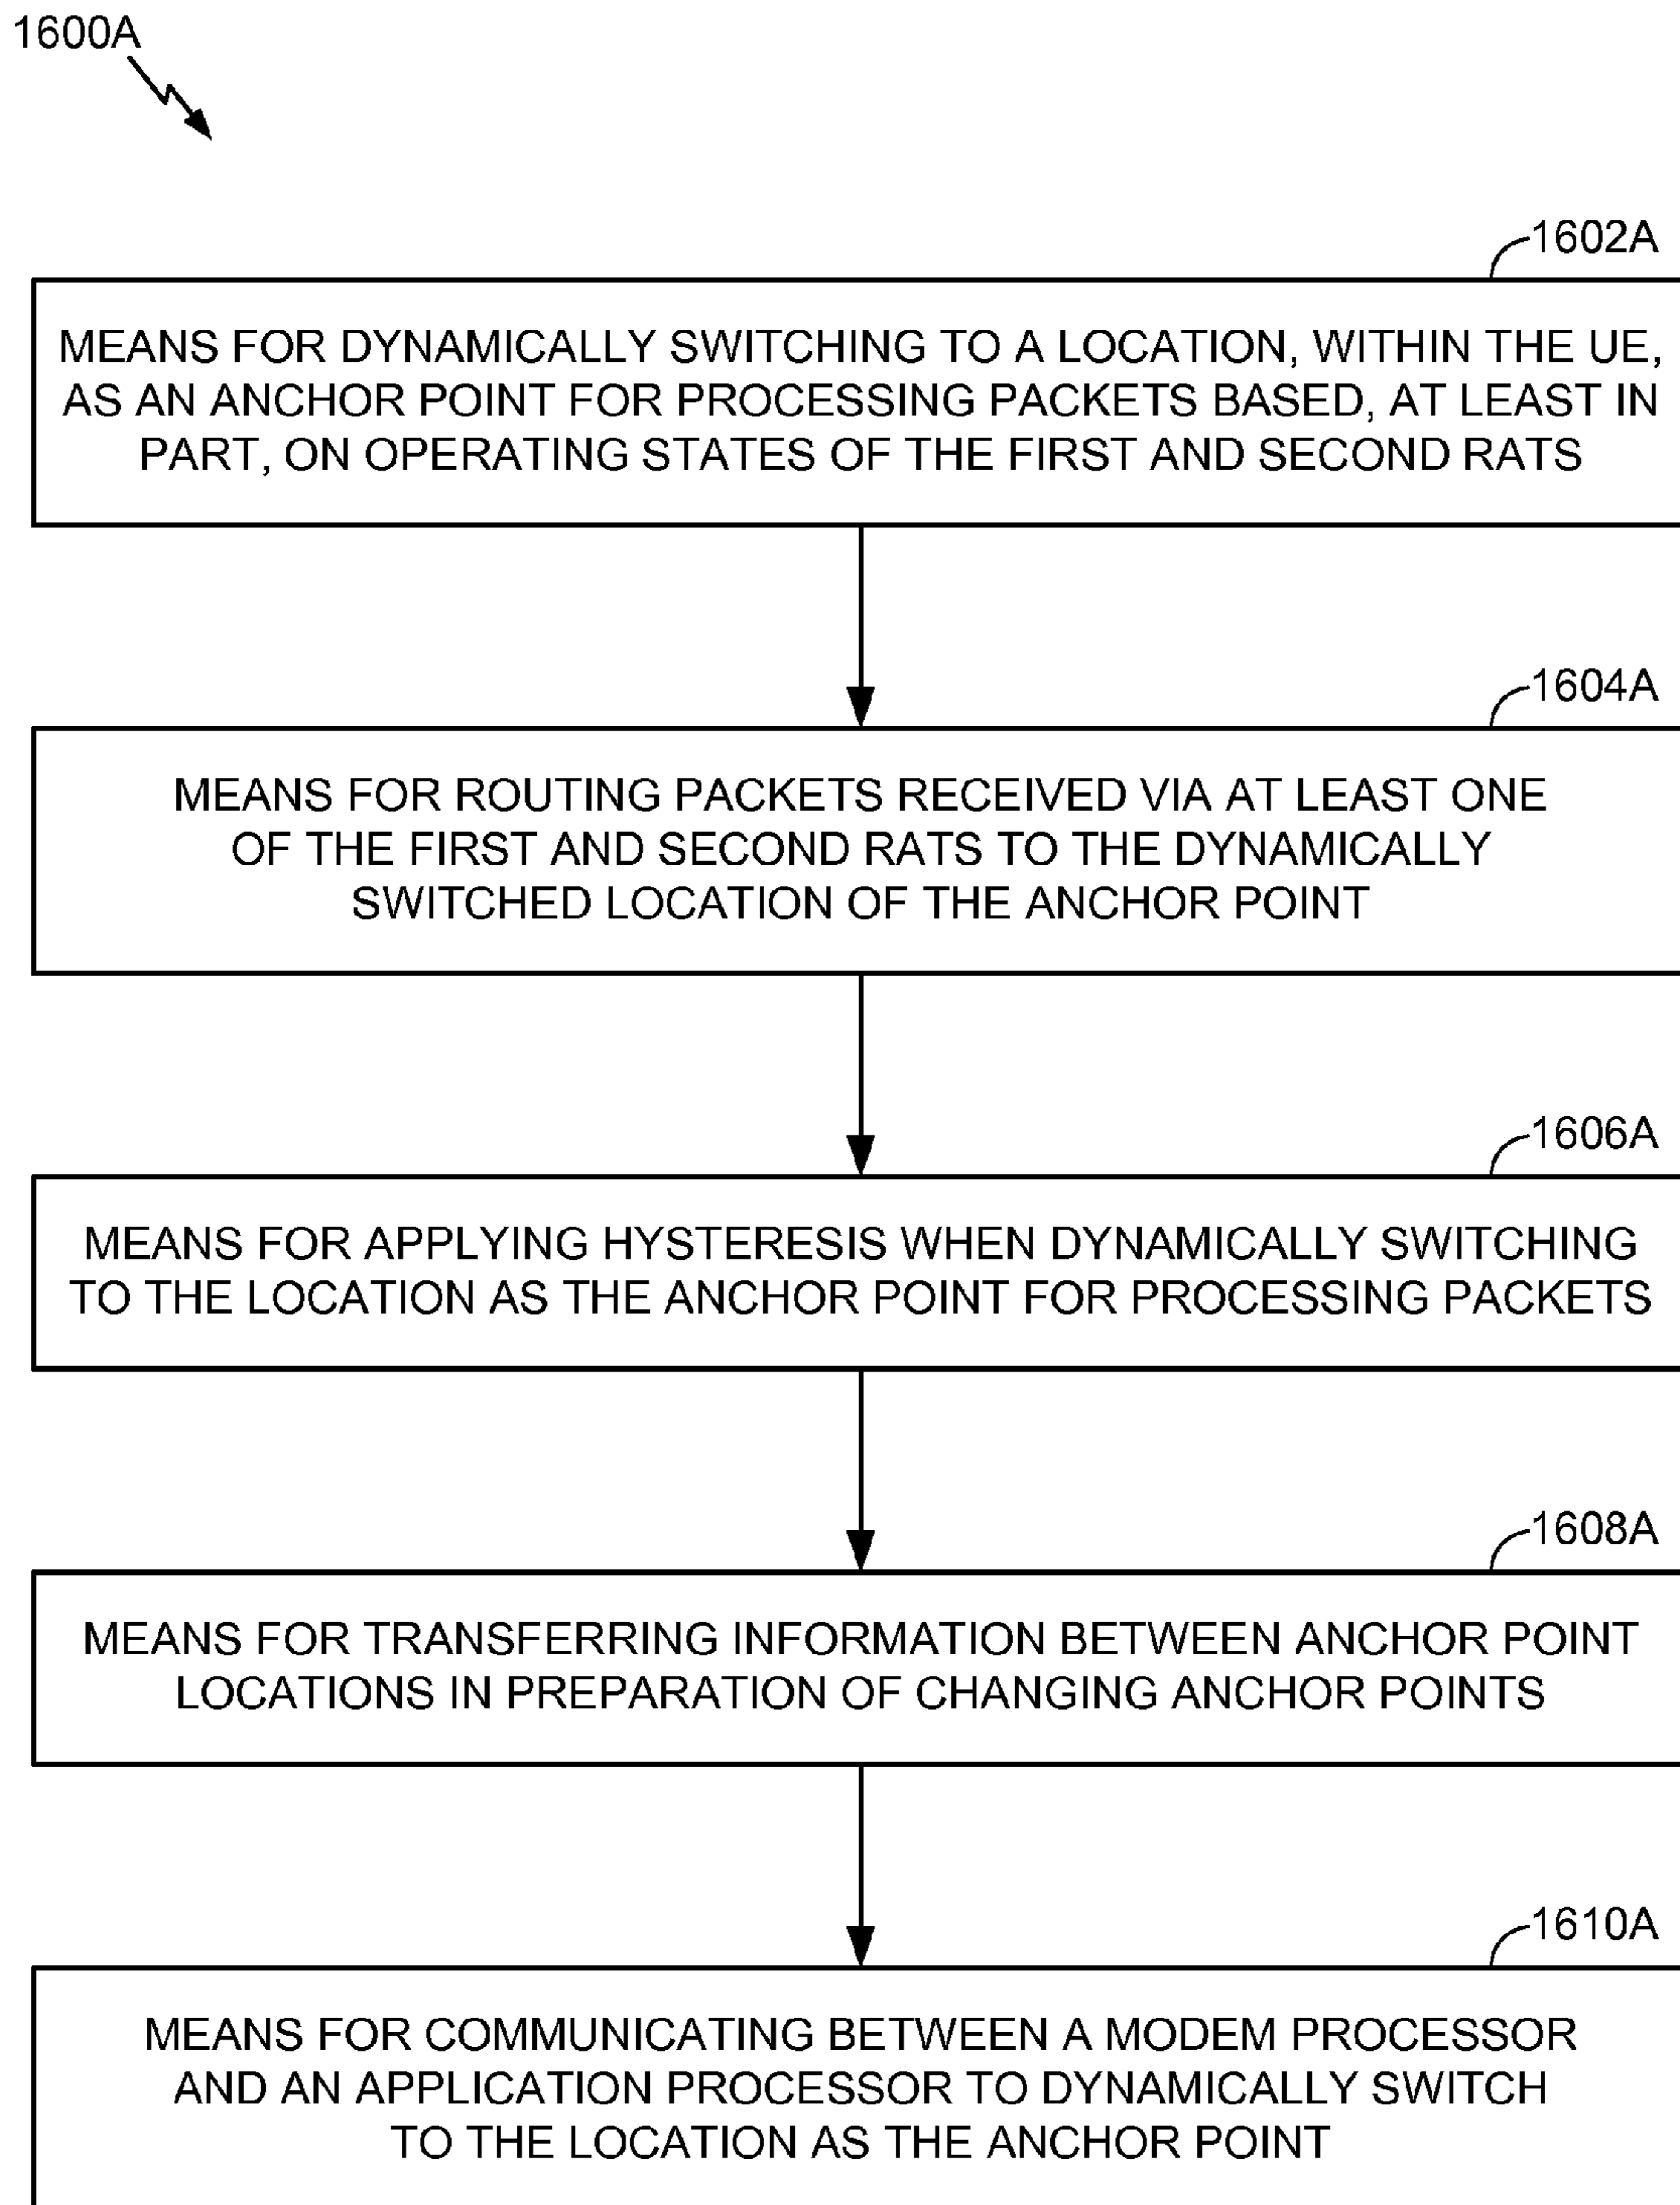 1600A
1602A
MEANS FOR DYNAMICALLY SWITCHING TO A LOCATION, WITHIN THE UE,
AS AN ANCHOR POINT FOR PROCESSING PACKETS BASED, AT LEAST IN
PART, ON OPERATING STATES OF THE FIRST AND SECOND RATS
1604A
MEANS FOR ROUTING PACKETS RECEIVED VIA AT LEAST ONE
OF THE FIRST AND SECOND RATS TO THE DYNAMICALLY
SWITCHED LOCATION OF THE ANCHOR POINT
1606A
MEANS FOR APPLYING HYSTERESIS WHEN DYNAMICALLY SWITCHING
TO THE LOCATION AS THE ANCHOR POINT FOR PROCESSING PACKETS
1608A
MEANS FOR TRANSFERRING INFORMATION BETWEEN ANCHOR POINT
LOCATIONS IN PREPARATION OF CHANGING ANCHOR POINTS
1610A
MEANS FOR COMMUNICATING BETWEEN A MODEM PROCESSOR
AND AN APPLICATION PROCESSOR TO DYNAMICALLY SWITCH
TO THE LOCATION AS THE ANCHOR POINT